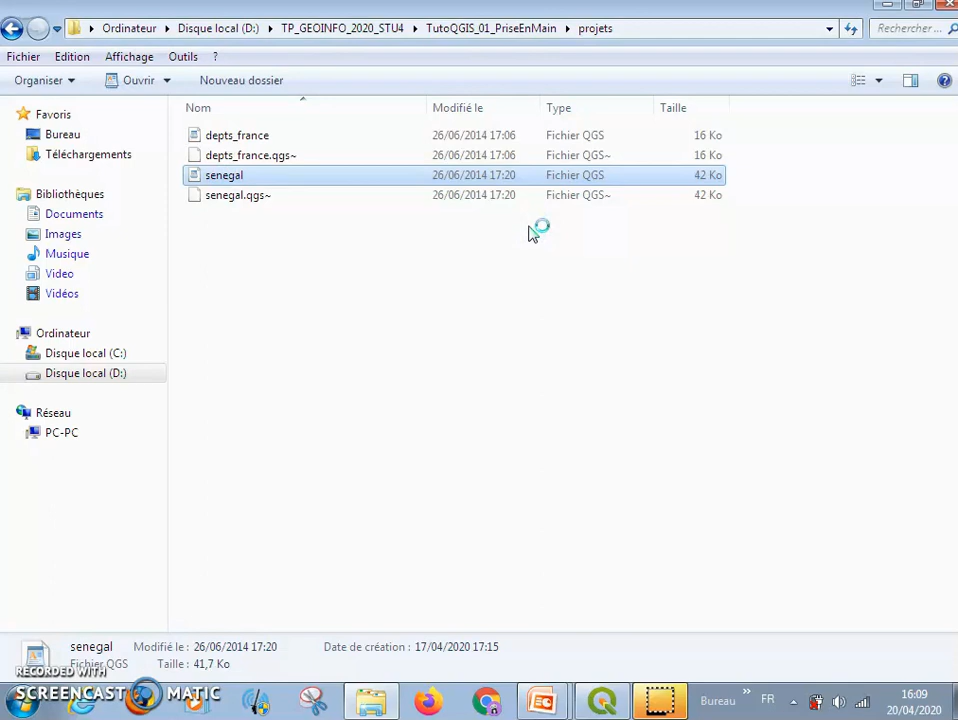 Ordinateur Disque local (D:) TP_GEOINFO_2020_STU4 TutoQGIS_01_PriseEnMain projets Rechercher ...
Fichier Edition Affichage Outils ?
Organiser Ouvrir Nouveau dossier
Nom Modifié le Type Taille
depts_france 26/06/2014 17:06 Fichier QGS 16 Ko
depts_france.qgs~ 26/06/2014 17:06 Fichier QGS~ 16 Ko
senegal 26/06/2014 17:20 Fichier QGS 42 Ko
senegal.qgs~ 26/06/2014 17:20 Fichier QGS~ 42 Ko
Favoris
Bureau
Téléchargements
Bibliothèques
Documents
Images
Musique
Video
Vidéos
Ordinateur
Disque local (C:)
Disque local (D:)
Réseau
PC-PC
senegal Modifié le : 26/06/2014 17:20 Date de création : 17/04/2020 17:15
Fichier QGS Taille : 41,7 Ko
RECORDED WITH
SCREENCAST MATIC
Bureau » FR 16:09
20/04/2020